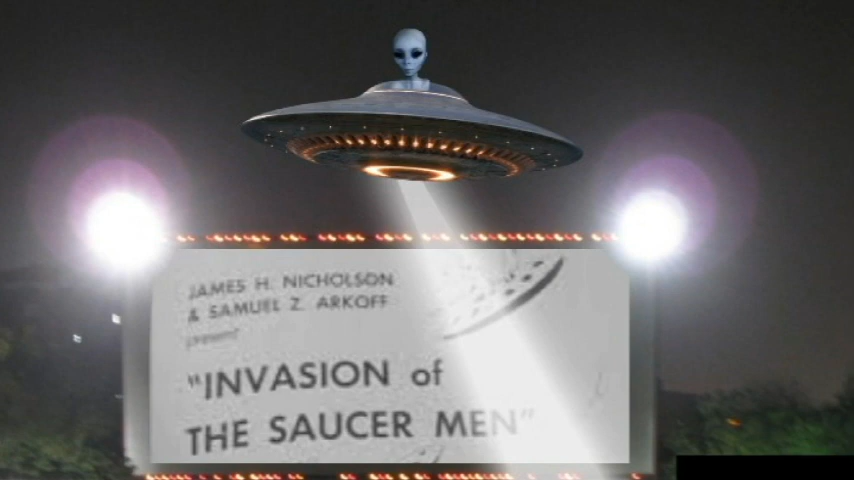 JAMES H. NICHOLSON
& SAMUEL Z. ARKOFF
present
"INVASION of
THE SAUCER MEN"